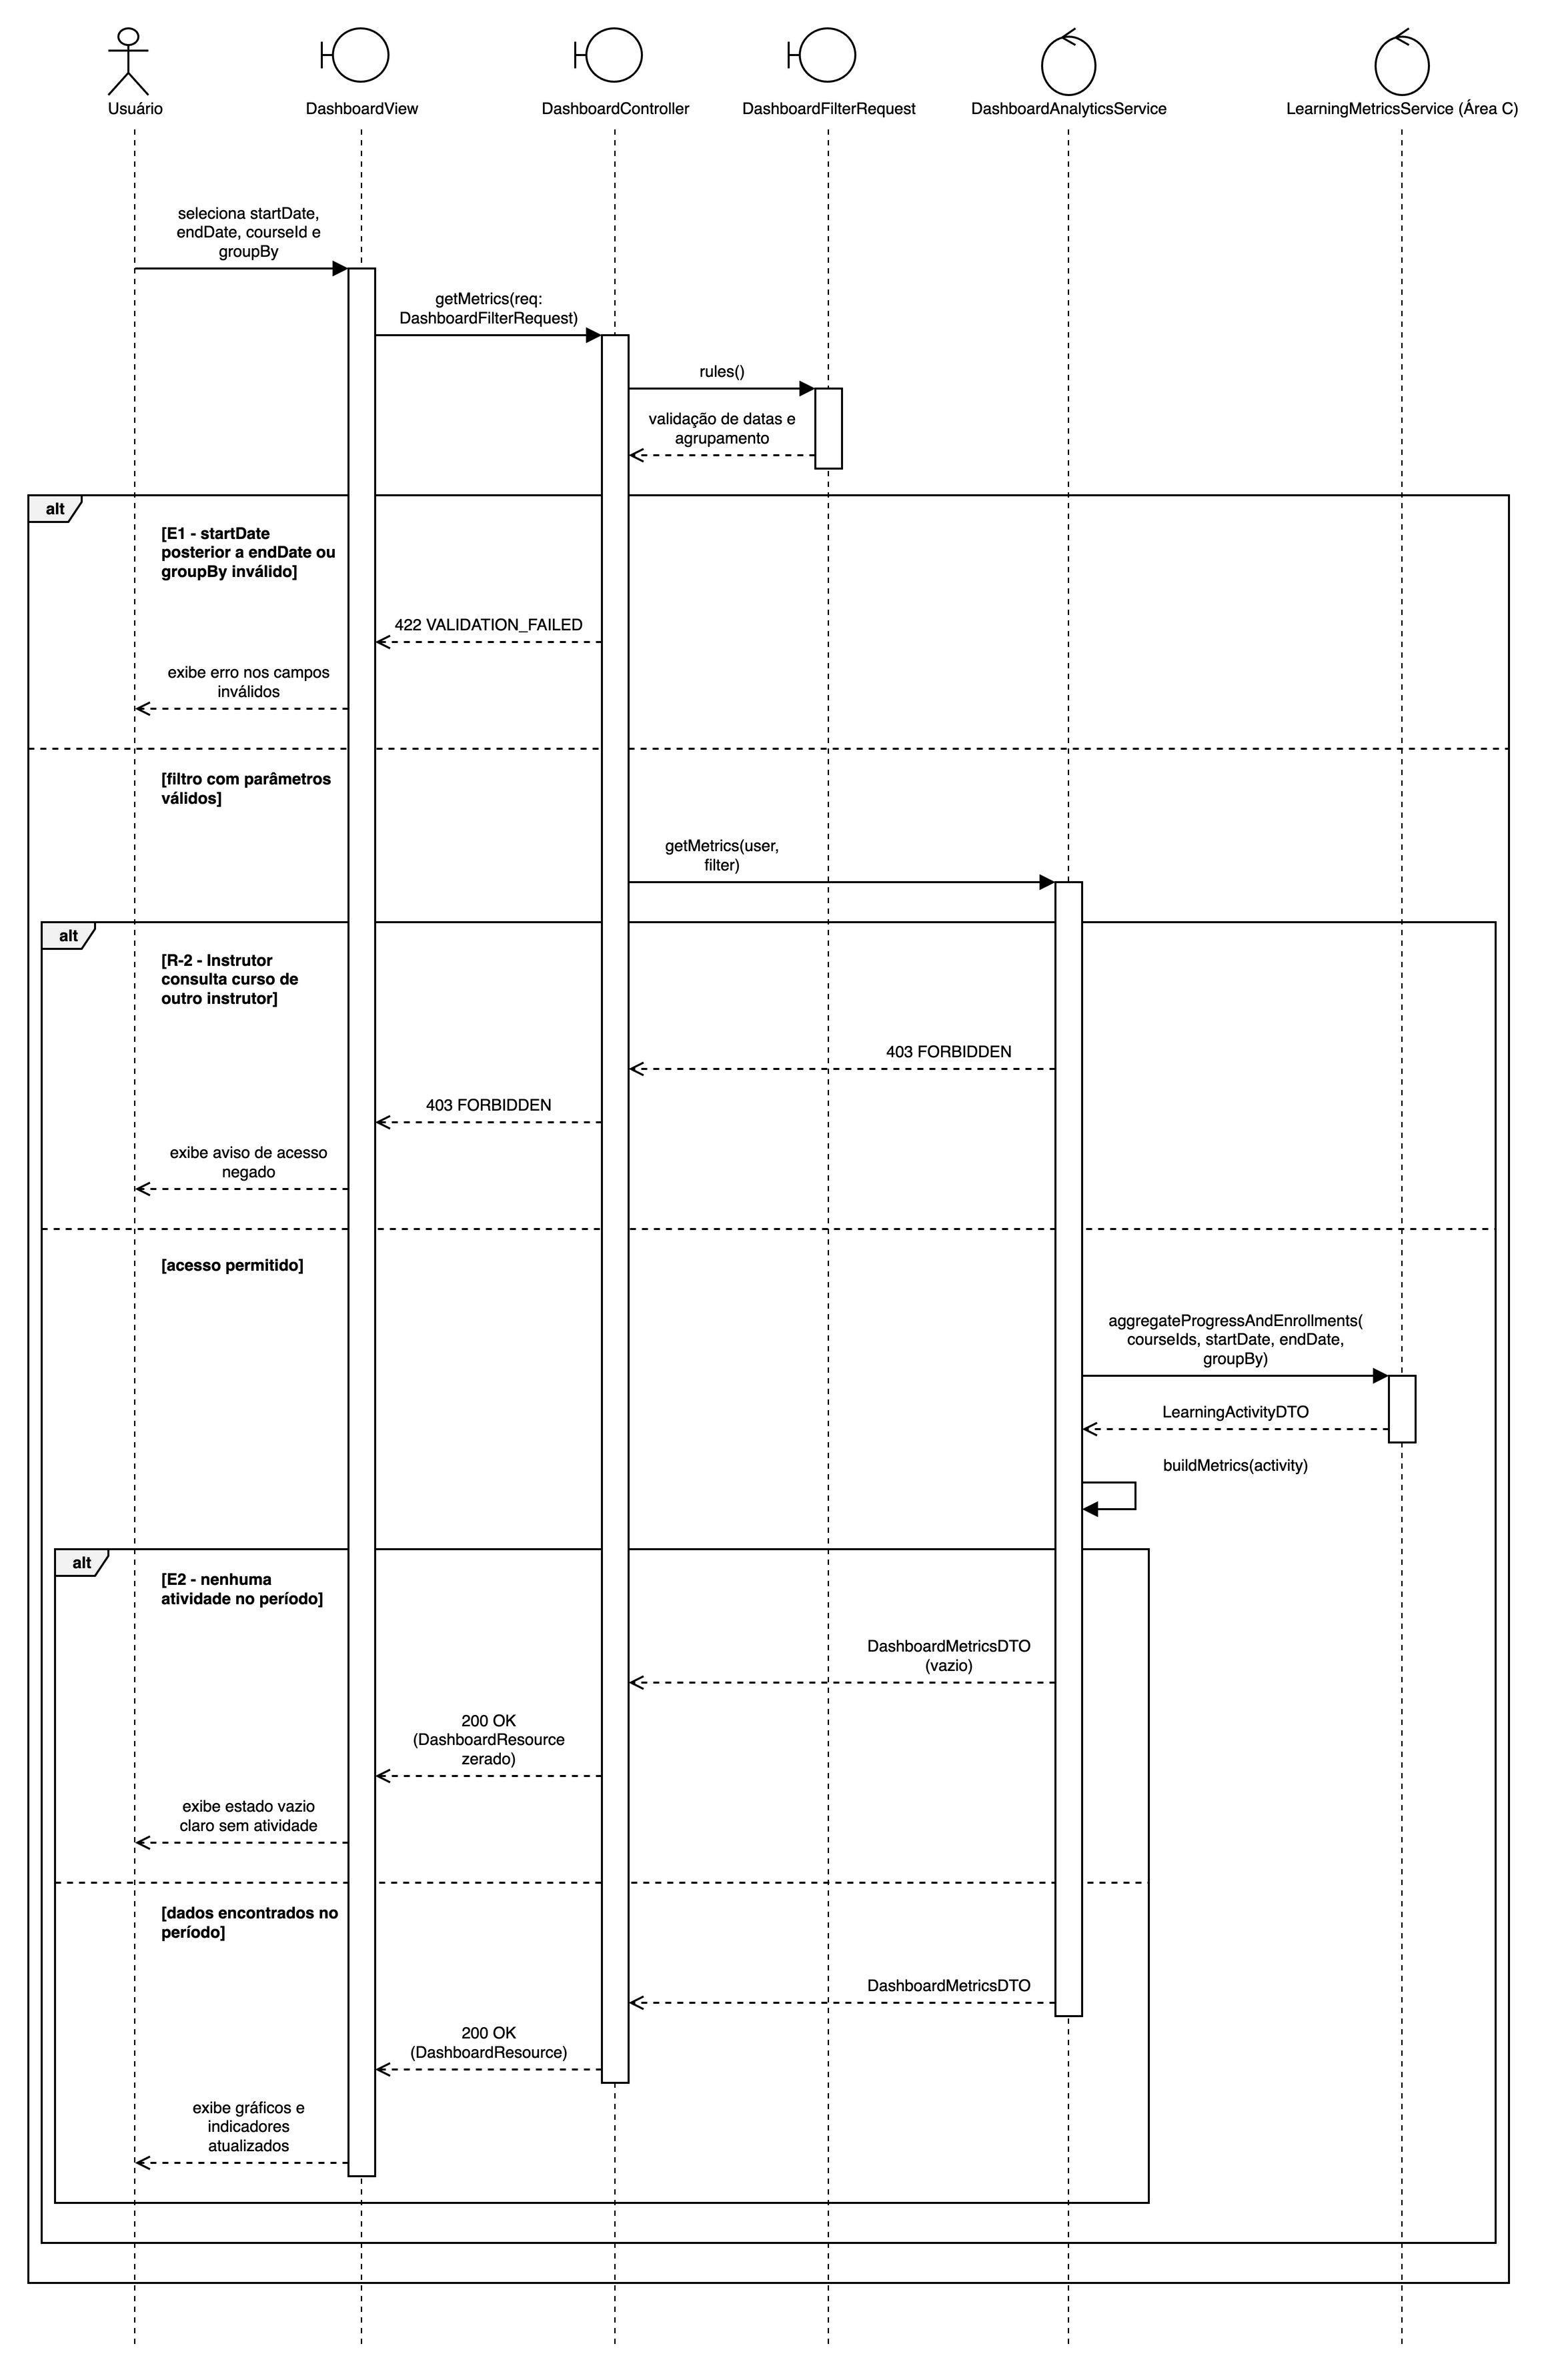 Usuário
DashboardView
DashboardController
DashboardFilterRequest
DashboardAnalyticsService
LearningMetricsService (Área C)
seleciona startDate,
endDate, courseId e
groupBy
getMetrics(req:
DashboardFilterRequest)
rules()
validação de datas e
agrupamento
alt
[E1 - startDate
posterior a endDate ou
groupBy inválido]
422 VALIDATION_FAILED
exibe erro nos campos
inválidos
[filtro com parâmetros
válidos]
getMetrics(user,
filter)
alt
[R-2 - Instrutor
consulta curso de
outro instrutor]
403 FORBIDDEN
403 FORBIDDEN
exibe aviso de acesso
negado
[acesso permitido]
aggregateProgressAndEnrollments(
courseIds, startDate, endDate,
groupBy)
LearningActivityDTO
buildMetrics(activity)
alt
[E2 - nenhuma
atividade no período]
DashboardMetricsDTO
(vazio)
200 OK
(DashboardResource
zerado)
exibe estado vazio
claro sem atividade
[dados encontrados no
período]
DashboardMetricsDTO
200 OK
(DashboardResource)
exibe gráficos e
indicadores
atualizados